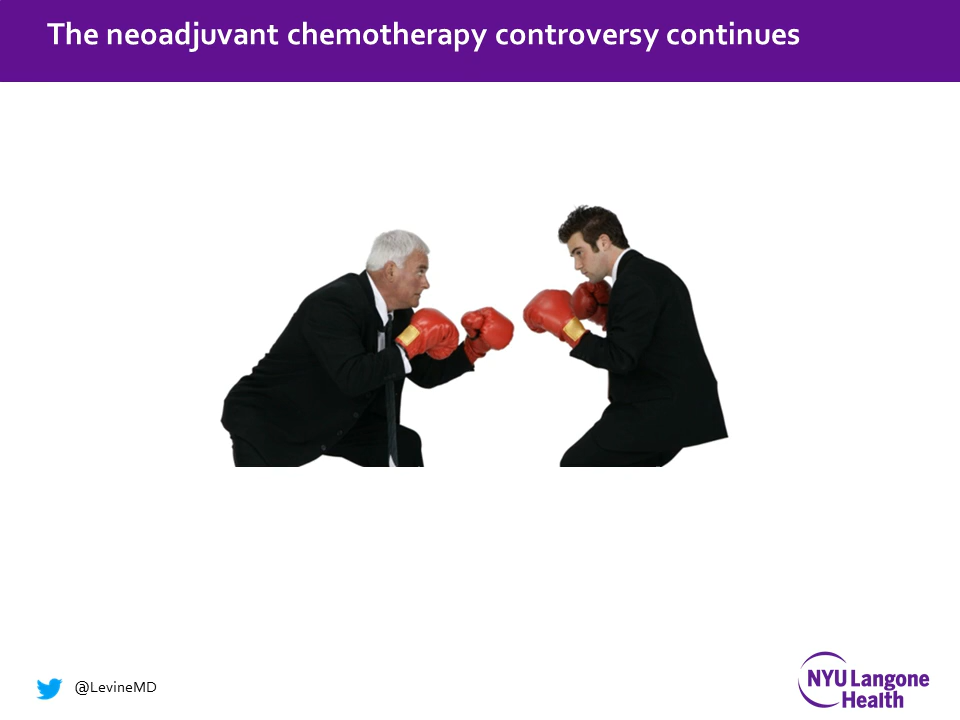 The neoadjuvant chemotherapy controversy continues
@LevineMD
NYU Langone
Health